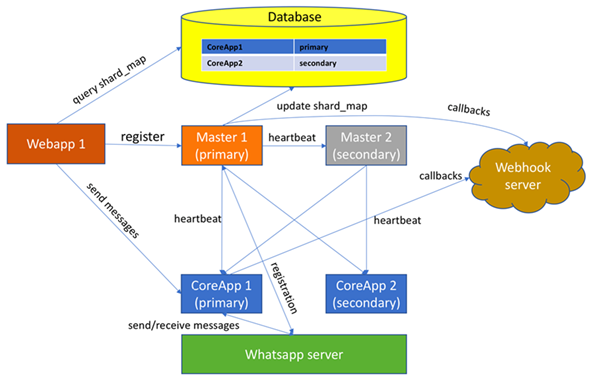 Database
CoreApp1 primary
CoreApp2 secondary
query shard_map
update shard_map
callbacks
Webapp 1
register
Master 1
(primary)
heartbeat
Master 2
(secondary)
Webhook
server
callbacks
send messages
heartbeat
heartbeat
registration
CoreApp 1
(primary)
CoreApp 2
(secondary)
send/receive messages
Whatsapp server